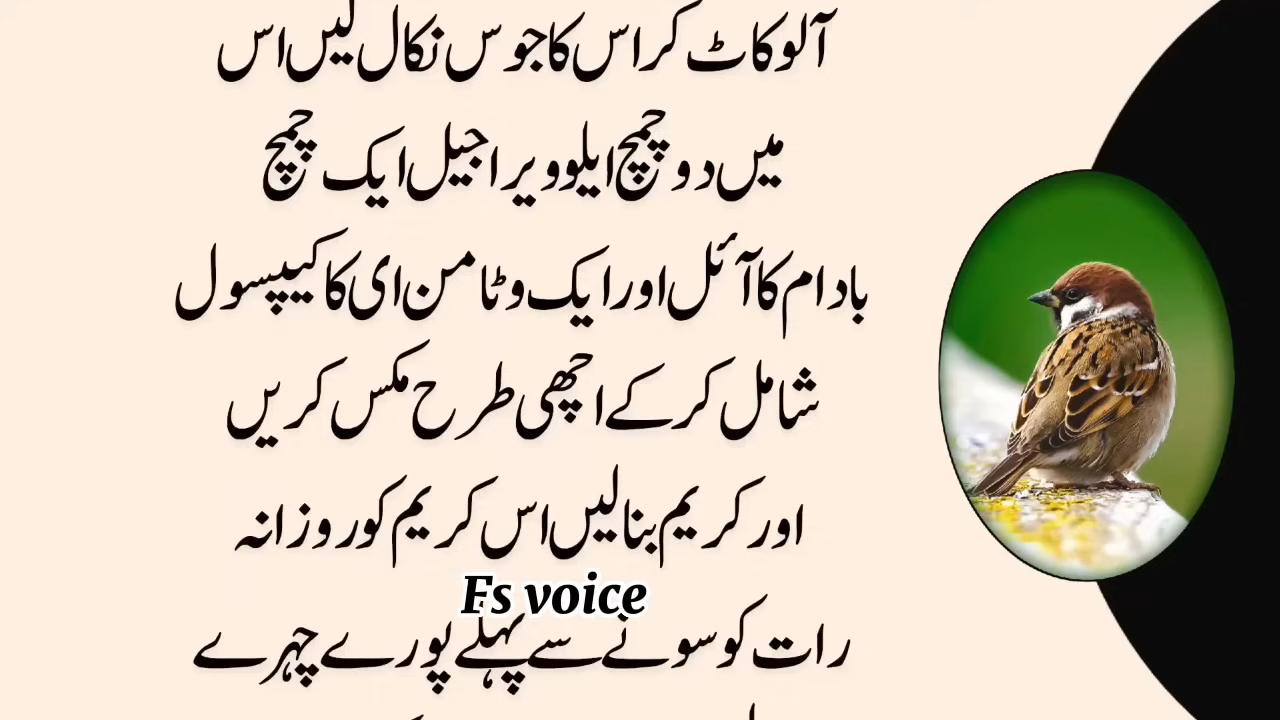 آلو کاٹ کر اس کا جوس نکال لیں اس
میں دو چمچ ایلوویرا جیل ایک چمچ
بادام کا آئل اور ایک وٹامن ای کا کیپسول
شامل کر کے اچھی طرح مکس کریں
اور کریم بنا لیں اس کریم کو روزانہ
Fs voice
رات کو سونے سے پہلے پورے چہرے